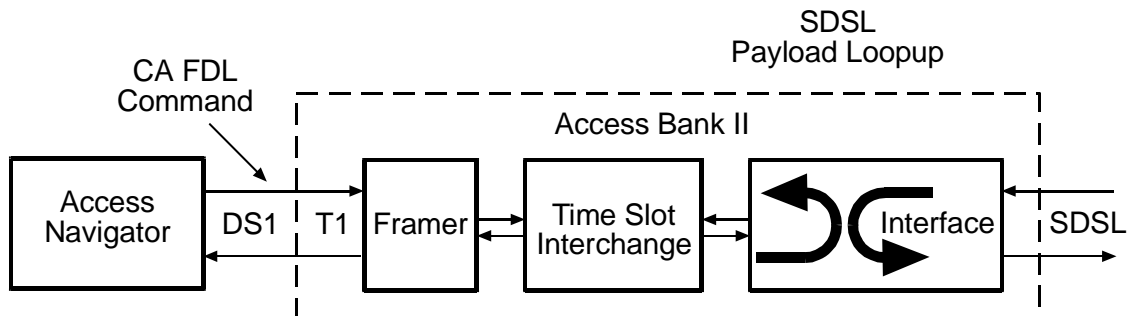 SDSL
Payload Loopup
CA FDL
Command
Access Bank II
Access
Navigator
DS1
T1
Framer
Time Slot
Interchange
Interface
SDSL